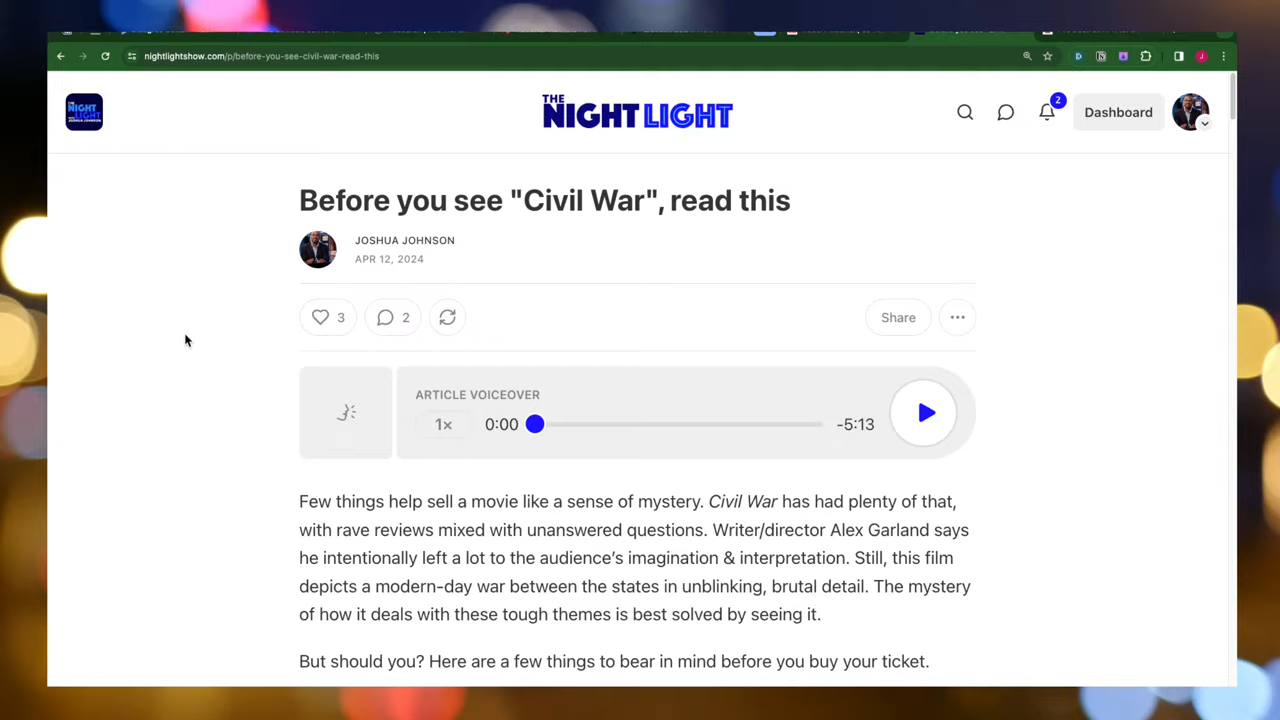 nightlightshow.com/p/before-you-see-civil-war-read-this
THE
NIGHT LIGHT
JOSHUA JOHNSON
THE
NIGHT LIGHT
2
Dashboard
Before you see "Civil War", read this
JOSHUA JOHNSON
APR 12, 2024
3
2
Share
ARTICLE VOICEOVER
1×
0:00
-5:13
Few things help sell a movie like a sense of mystery. Civil War has had plenty of that,
with rave reviews mixed with unanswered questions. Writer/director Alex Garland says
he intentionally left a lot to the audience’s imagination & interpretation. Still, this film
depicts a modern-day war between the states in unblinking, brutal detail. The mystery
of how it deals with these tough themes is best solved by seeing it.
But should you? Here are a few things to bear in mind before you buy your ticket.